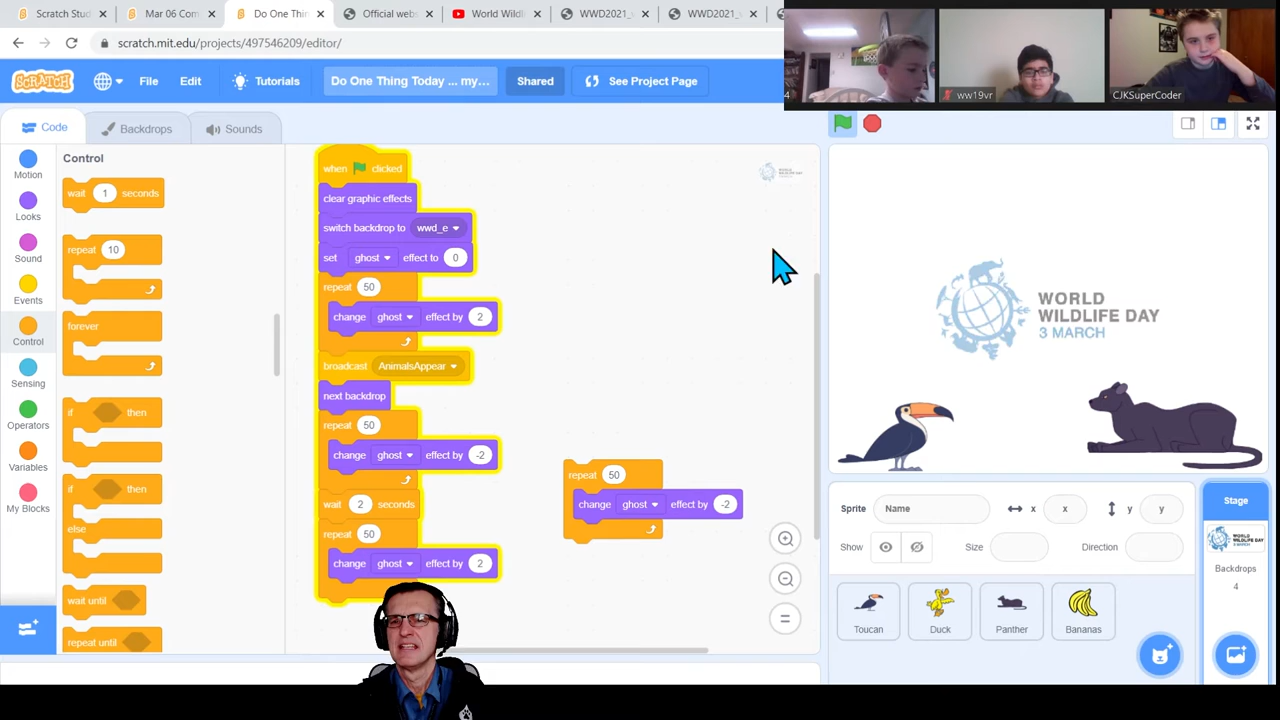 Scratch Stud
Mar 06 Com
Do One Thin
Official webs
World Wildli
WWD2021_v
WWD2021_v
scratch.mit.edu/projects/497546209/editor/
SCRATCH
File
Edit
Tutorials
Do One Thing Today ... my...
Shared
See Project Page
4
ww19vr
CJKSuperCoder
Code
Backdrops
Sounds
Motion
Looks
Sound
Events
Control
Sensing
Operators
Variables
My Blocks
Control
wait 1 seconds
repeat 10
forever
if then
if then
else
wait until
repeat until
when clicked
clear graphic effects
switch backdrop to wwd_e
set ghost effect to 0
repeat 50
change ghost effect by 2
broadcast AnimalsAppear
next backdrop
repeat 50
change ghost effect by -2
wait 2 seconds
repeat 50
change ghost effect by 2
repeat 50
change ghost effect by -2
WORLD
WILDLIFE DAY
3 MARCH
Sprite Name x x y y
Show Size Direction
Toucan
Duck
Panther
Bananas
Stage
Backdrops
4